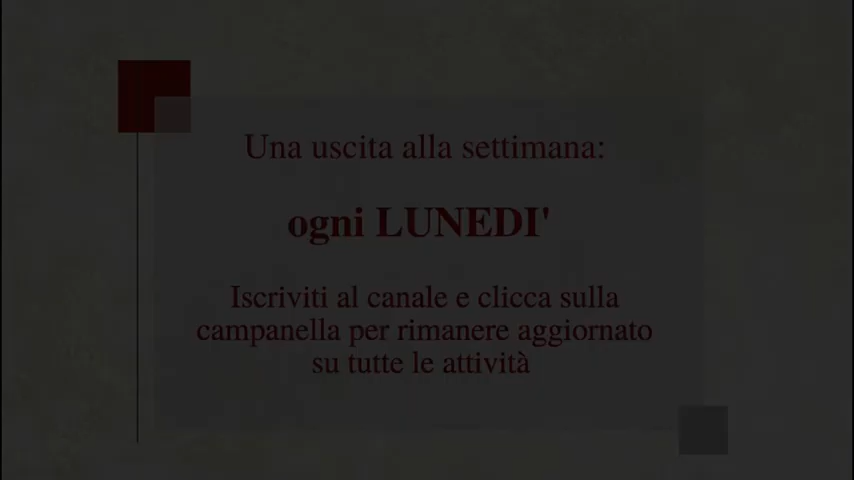 Una uscita alla settimana:
ogni LUNEDI'
Iscriviti al canale e clicca sulla
campanella per rimanere aggiornato
su tutte le attività